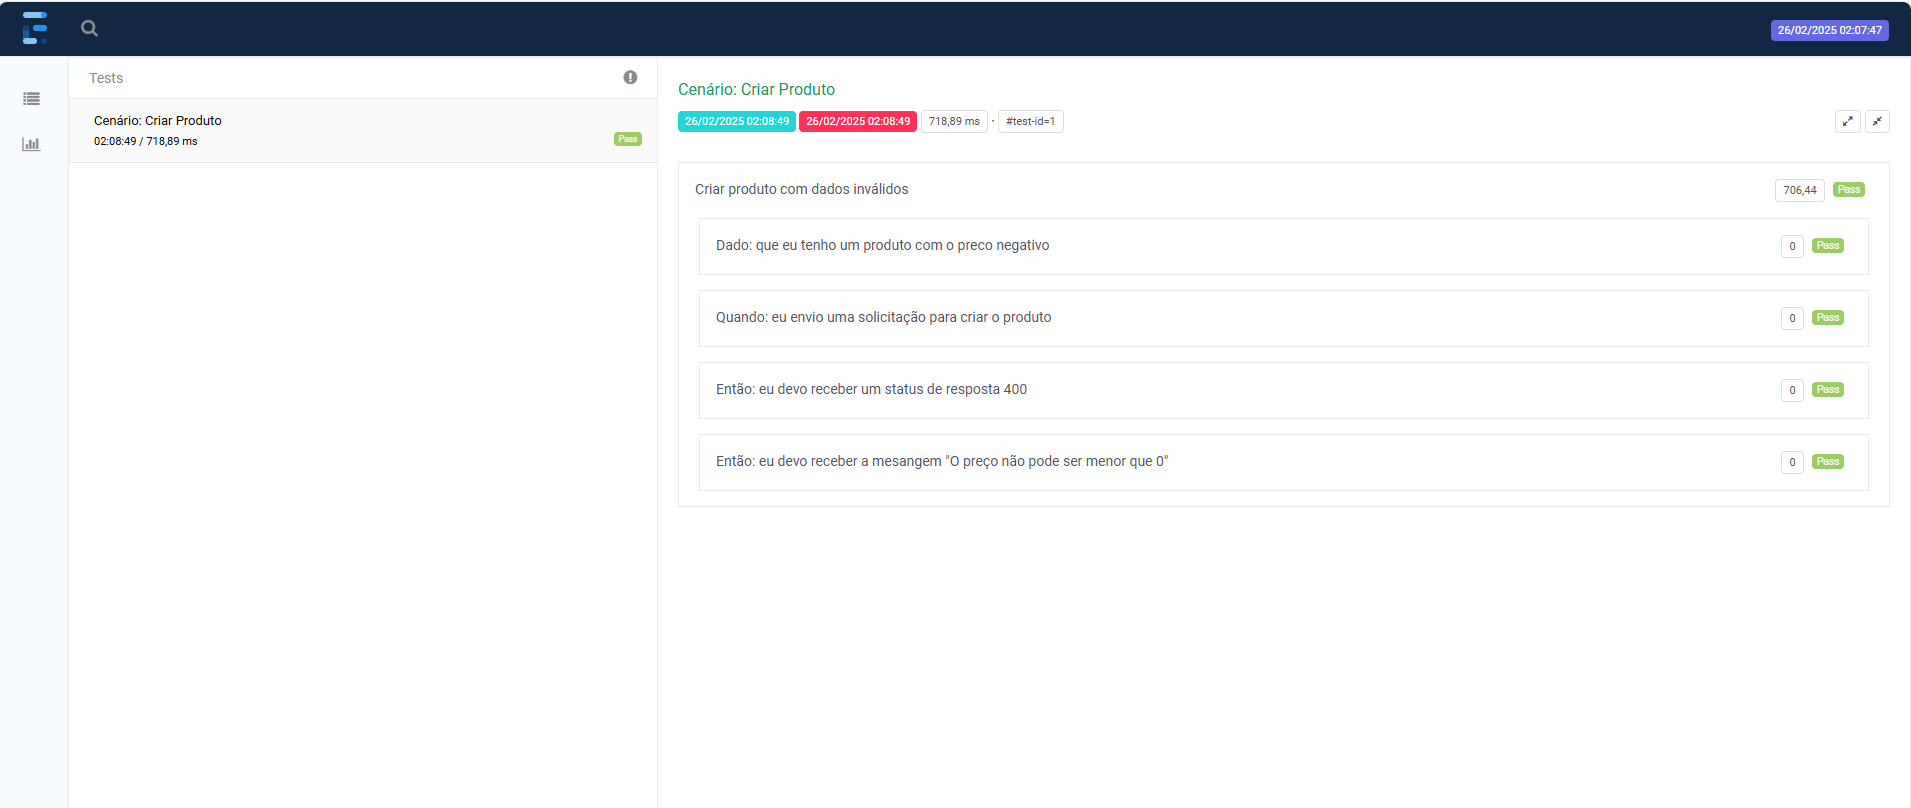 26/02/2025 02:07:47
Tests
Cenário: Criar Produto
02:08:49 / 718,89 ms
Pass
Cenário: Criar Produto
26/02/2025 02:08:49 26/02/2025 02:08:49 718,89 ms · #test-id=1
Criar produto com dados inválidos 706,44 Pass
Dado: que eu tenho um produto com o preco negativo 0 Pass
Quando: eu envio uma solicitação para criar o produto 0 Pass
Então: eu devo receber um status de resposta 400 0 Pass
Então: eu devo receber a mesangem "O preço não pode ser menor que 0" 0 Pass